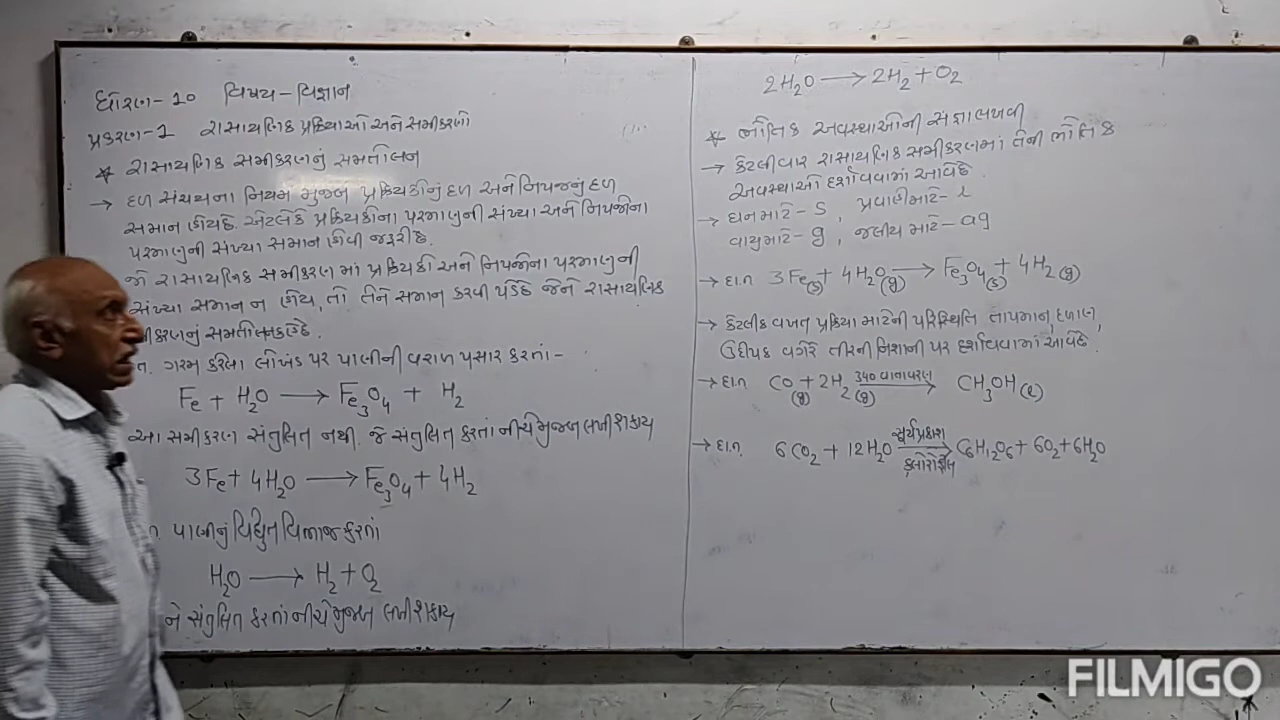 ધોરણ-10 વિષય-વિજ્ઞાન
પ્રકરણ-1 રાસાયણિક પ્રક્રિયાઓ અને સમીકરણો
* રાસાયણિક સમીકરણનું સમતોલન
→ દળ સંચયના નિયમ મુજબ પ્રક્રિયકોનું દળ અને નિપજનું દળ
સમાન હોય છે. એટલે કે પ્રક્રિયકોના પરમાણુની સંખ્યા અને નિપજોના
પરમાણુની સંખ્યા સમાન હોવી જરૂરી છે.
જો રાસાયણિક સમીકરણમાં પ્રક્રિયકો અને નિપજોના પરમાણુની
સંખ્યા સમાન ન હોય, તો તેને સમાન કરવી પડે છે જેને રાસાયણિક
મીકરણનું સમતોલન કહે છે.
ત. ગરમ કરેલા લોખંડ પર પાણીની વરાળ પસાર કરતાં -
Fe + H₂O → Fe₃O₄ + H₂
આ સમીકરણ સંતુલિત નથી. જે સંતુલિત કરતાં નીચે મુજબ લખી શકાય
3Fe + 4H₂O → Fe₃O₄ + 4H₂
ત. પાણીનું વિદ્યુત વિભાજ કરતાં
H₂O → H₂ + O₂
ને સંતુલિત કરતાં નીચે મુજબ લખી શકાય
2H₂O → 2H₂ + O₂
* ભૌતિક અવસ્થાઓની સંજ્ઞા લખવી
→ કેટલીવાર રાસાયણિક સમીકરણમાં તેની ભૌતિક
અવસ્થાઓ દર્શાવવામાં આવે છે.
→ ઘન માટે - s, પ્રવાહી માટે - l
વાયુ માટે - g, જલીય માટે - aq
→ દા.ત 3Fe(s) + 4H₂O(g) → Fe₃O₄(s) + 4H₂(g)
→ કેટલીક વખત પ્રક્રિયા માટેની પરિસ્થિતિ તાપમાન, દબાણ,
ઉદ્દીપક વગેરે તીરની નિશાની પર દર્શાવવામાં આવે છે.
→ દા.ત CO(g) + 2H₂(g) 340 વાતાવરણ → CH₃OH(l)
→ દા.ત. 6CO₂ + 12H₂O સૂર્યપ્રકાશ → C₆H₁₂O₆ + 6O₂ + 6H₂O
FILMIGO